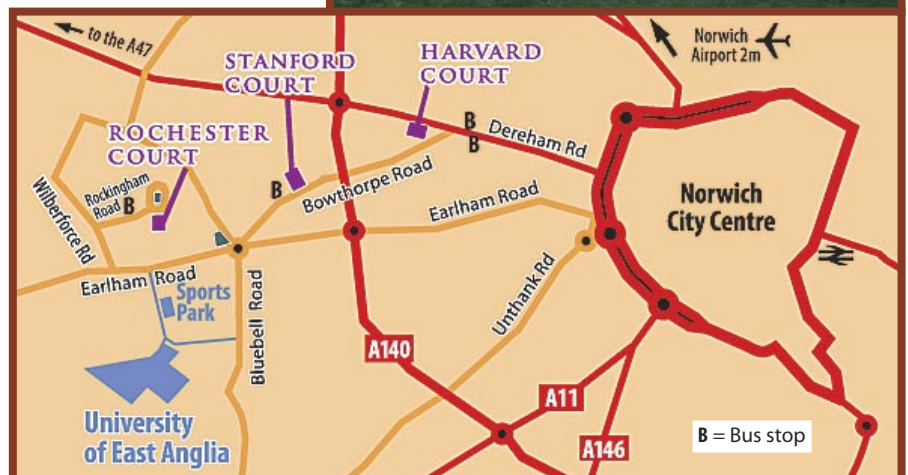 to the A47
Norwich
Airport 2m
STANFORD
COURT
HARVARD
COURT
ROCHESTER
COURT
B
B
Dereham Rd
Rockingham
Road
B
B
Bowthorpe Road
Wilberforce Rd
Earlham Road
Norwich
City Centre
Earlham Road
Sports
Park
Bluebell Road
Unthank Rd
A140
A11
University
of East Anglia
A146
B = Bus stop